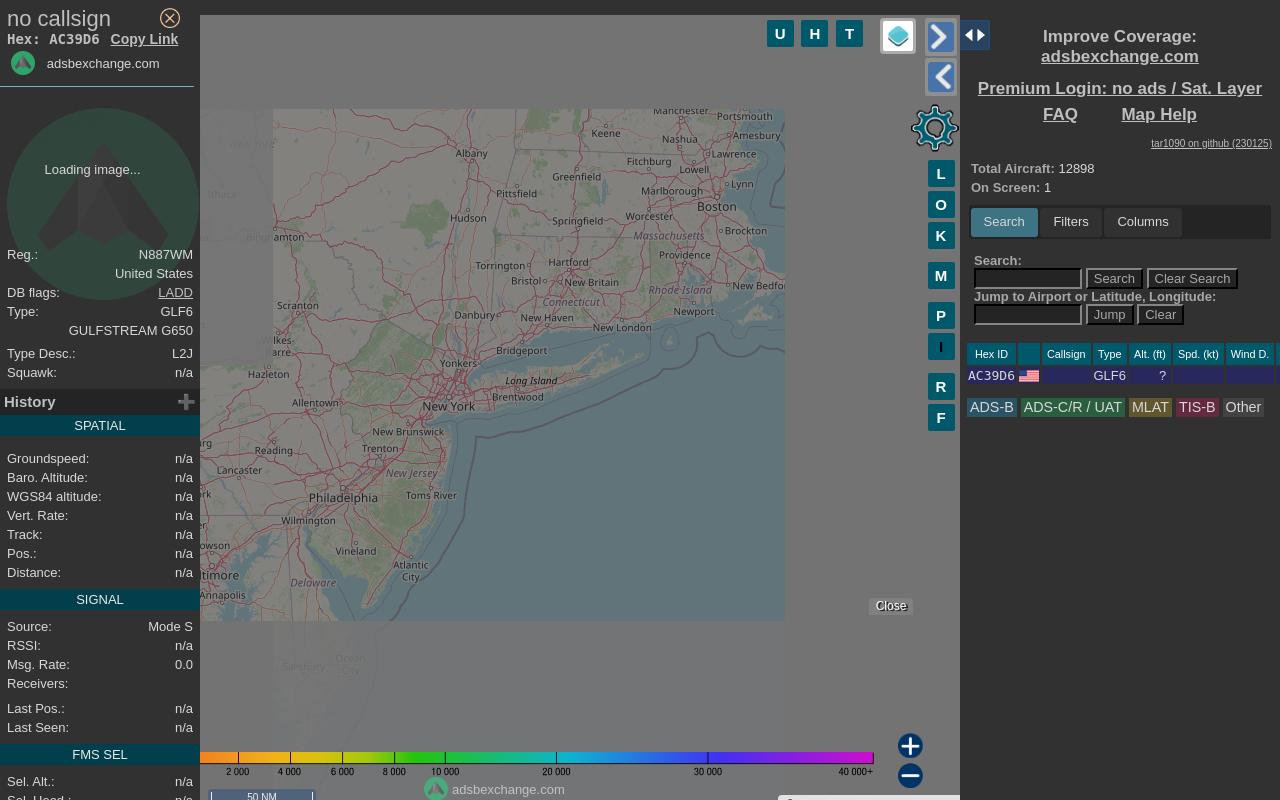 no callsign
Hex: AC39D6 Copy Link
adsbexchange.com
Loading image...
Reg.: N887WM
United States
DB flags: LADD
Type: GLF6
GULFSTREAM G650
Type Desc.: L2J
Squawk: n/a
History
SPATIAL
Groundspeed: n/a
Baro. Altitude: n/a
WGS84 altitude: n/a
Vert. Rate: n/a
Track: n/a
Pos.: n/a
Distance: n/a
SIGNAL
Source: Mode S
RSSI: n/a
Msg. Rate: 0.0
Receivers:
Last Pos.: n/a
Last Seen: n/a
FMS SEL
Sel. Alt.: n/a
U H T
L
O
K
M
P
I
R
F
Manchester
Portsmouth
Keene
Nashua
Amesbury
Albany
Fitchburg
Lawrence
Lowell
Greenfield
Lynn
Pittsfield
Marlborough
Ithaca
Boston
Hudson
Springfield
Worcester
Brockton
Binghamton
Massachusetts
Providence
Torrington
Hartford
Bristol
New Britain
New Bedfor
Rhode Island
Scranton
Connecticut
Danbury
New Haven
Newport
New London
Wilkes-
Barre
Bridgeport
Yonkers
Hazleton
Long Island
Allentown
Brentwood
New York
New Brunswick
Reading
Trenton
Lancaster
New Jersey
Philadelphia
Toms River
Wilmington
Vineland
Atlantic
City
Delaware
Annapolis
Salisbury
Ocean
City
Close
2 000 4 000 6 000 8 000 10 000 20 000 30 000 40 000+
adsbexchange.com
50 NM
Improve Coverage:
adsbexchange.com
Premium Login: no ads / Sat. Layer
FAQ Map Help
tar1090 on github (230125)
Total Aircraft: 12898
On Screen: 1
Search Filters Columns
Search:
Search Clear Search
Jump to Airport or Latitude, Longitude:
Jump Clear
Hex ID Callsign Type Alt. (ft) Spd. (kt) Wind D.
AC39D6 GLF6 ?
ADS-B ADS-C/R / UAT MLAT TIS-B Other